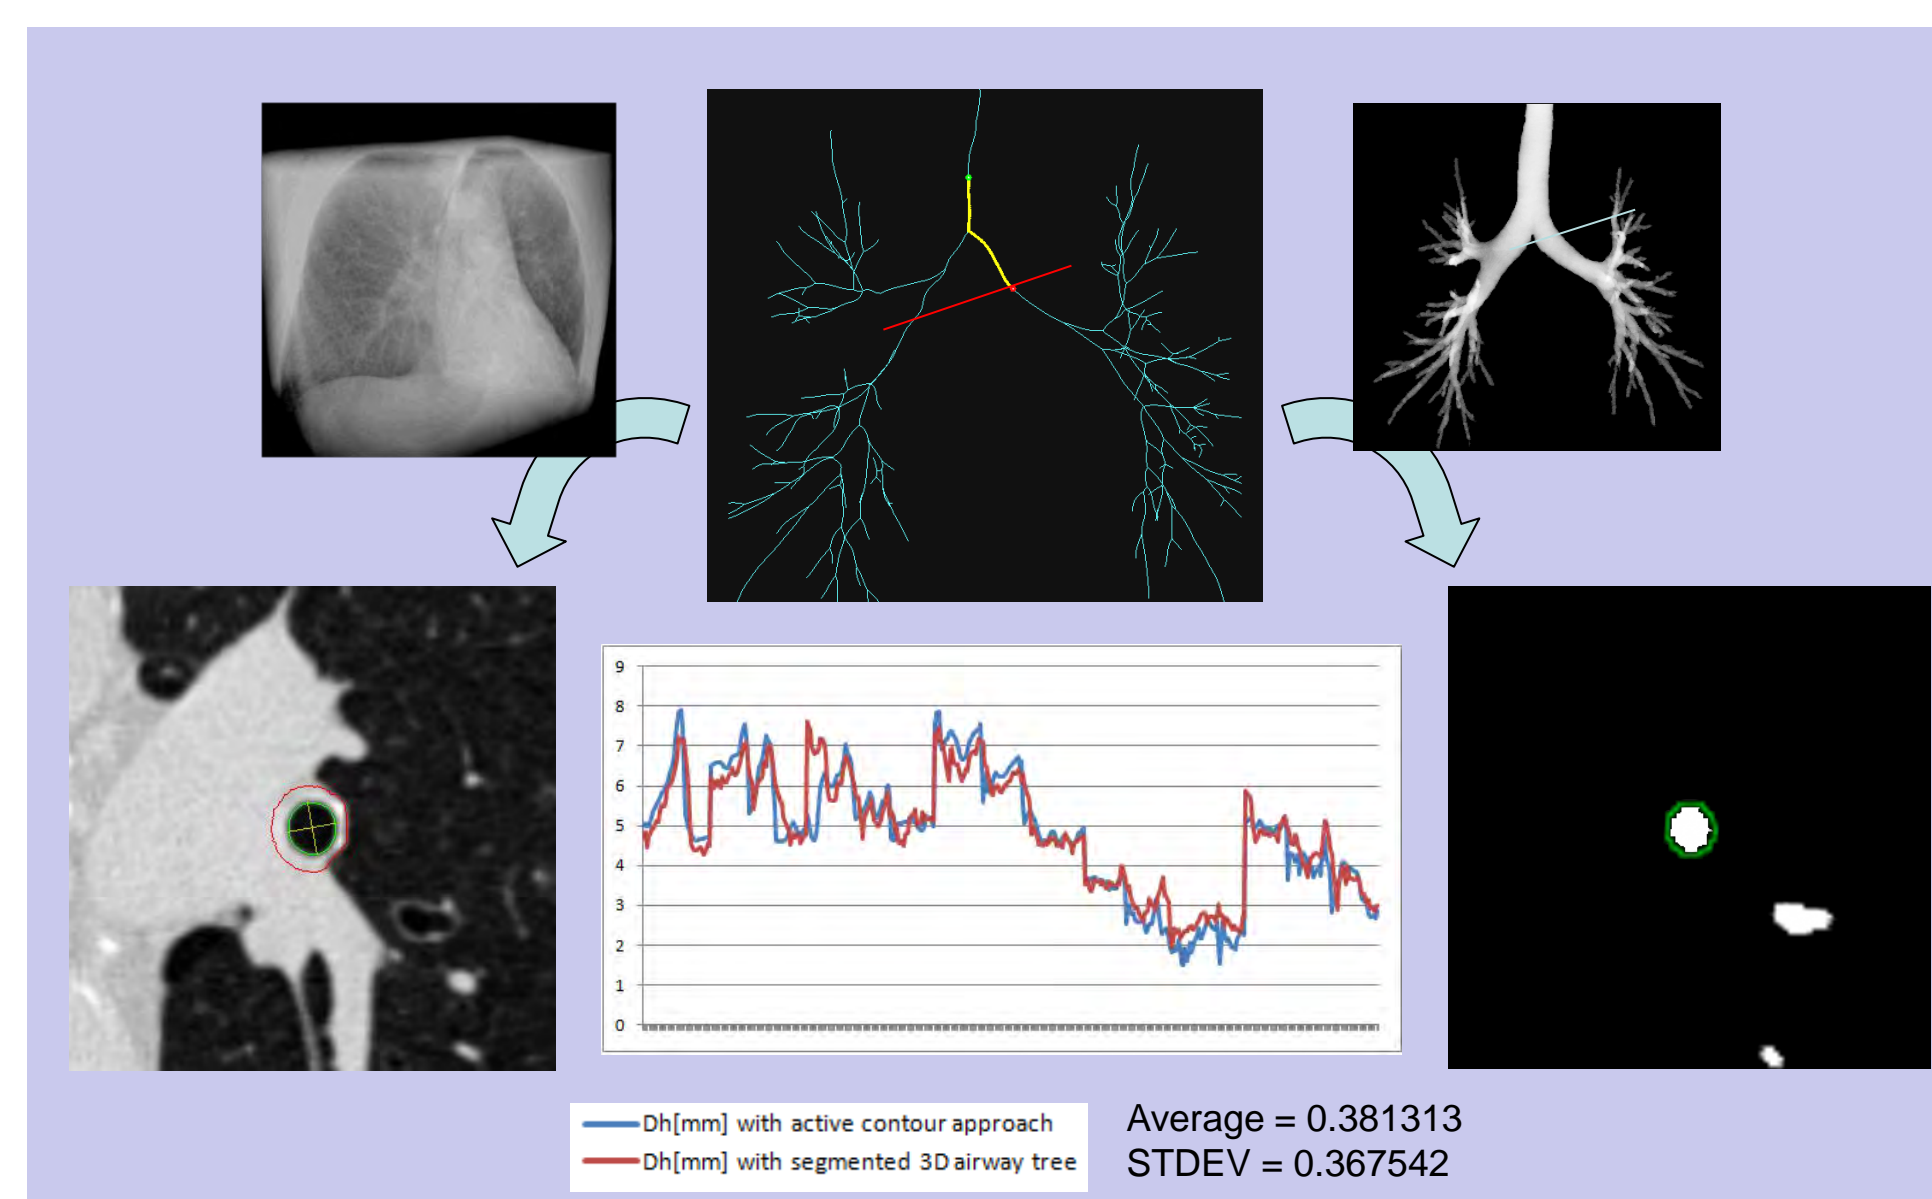 9
8
7
6
5
4
3
2
1
0
Dh[mm] with active contour approach
Dh[mm] with segmented 3D airway tree
Average = 0.381313
STDEV = 0.367542